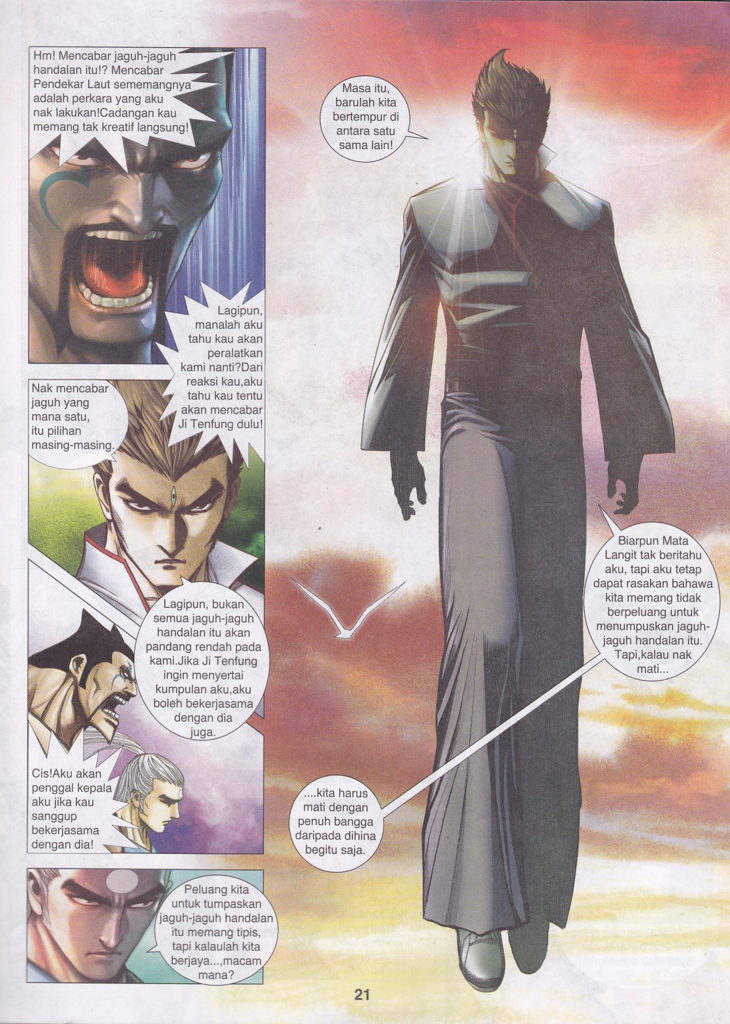 Hm! Mencabar jaguh-jaguh
handalan itu!? Mencabar
Pendekar Laut sememangnya
adalah perkara yang aku
nak lakukan!Cadangan kau
memang tak kreatif langsung!
Lagipun,
manalah aku
tahu kau akan
peralatkan
kami nanti?Dari
reaksi kau,aku
tahu kau tentu
akan mencabar
Ji Tenfung dulu!
Nak mencabar
jaguh yang
mana satu,
itu pilihan
masing-masing.
Lagipun, bukan
semua jaguh-jaguh
handalan itu akan
pandang rendah pada
kami.Jika Ji Tenfung
ingin menyertai
kumpulan aku,aku
boleh bekerjasama
dengan dia
juga.
Cis!Aku akan
penggal kepala
aku jika kau
sanggup
bekerjasama
dengan dia!
Peluang kita
untuk tumpaskan
jaguh-jaguh handalan
memang tipis,
tapi kalaulah kita
berjaya...,macam
mana?
Masa itu,
barulah kita
bertempur di
antara satu
sama lain!
Biarpun Mata
Langit tak beritahu
aku, tapi aku tetap
dapat rasakan bahawa
kita memang tidak
berpeluang untuk
menumpuskan jaguh-
jaguh handalan itu.
Tapi,kalau nak
mati...
....kita harus
mati dengan
penuh bangga
daripada dihina
begitu saja.
21